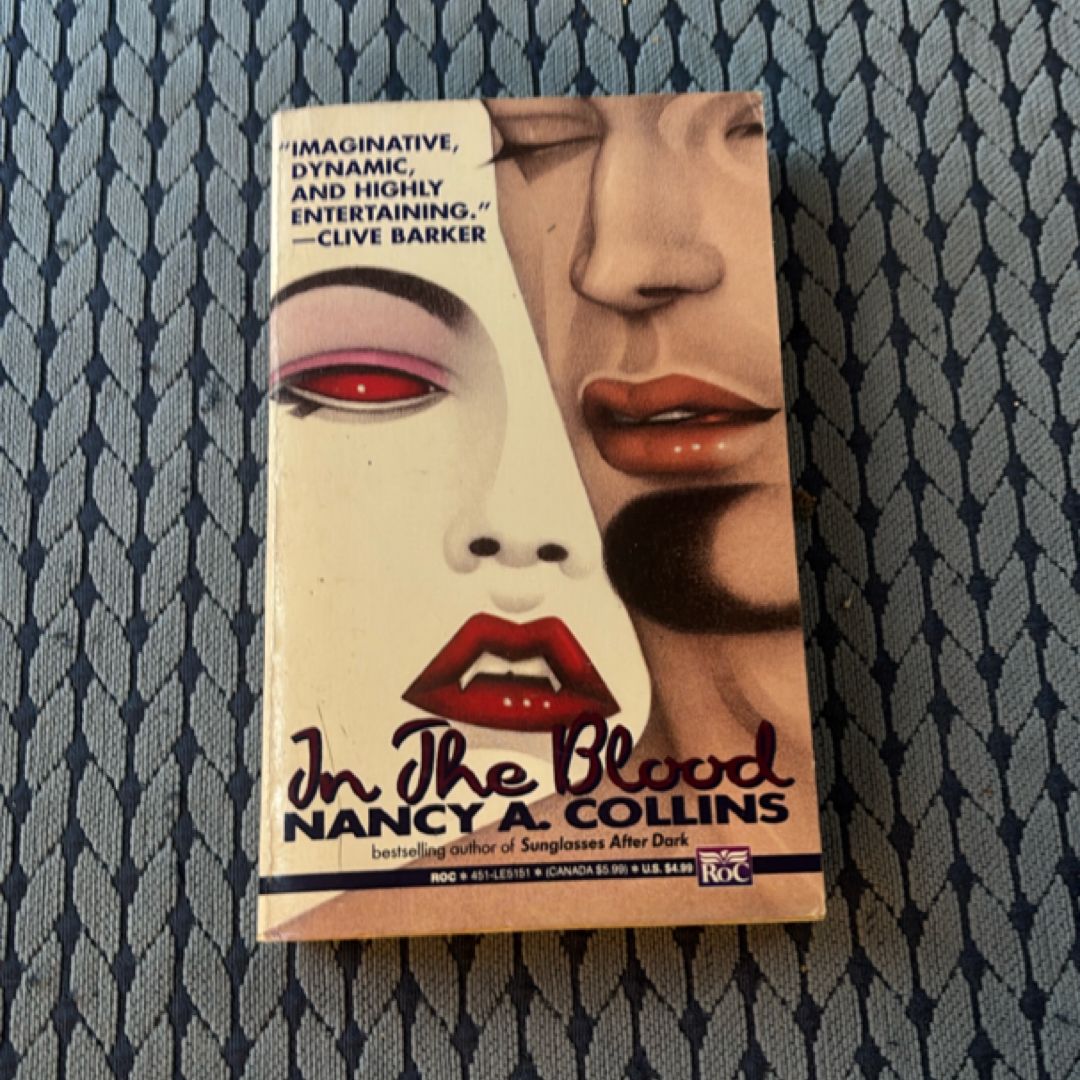 "IMAGINATIVE,
DYNAMIC,
AND HIGHLY
ENTERTAINING."
—CLIVE BARKER
In The Blood
NANCY A. COLLINS
bestselling author of Sunglasses After Dark
ROC * 451-LE5151 * (CANADA $5.99) * U.S. $4.99
ROC